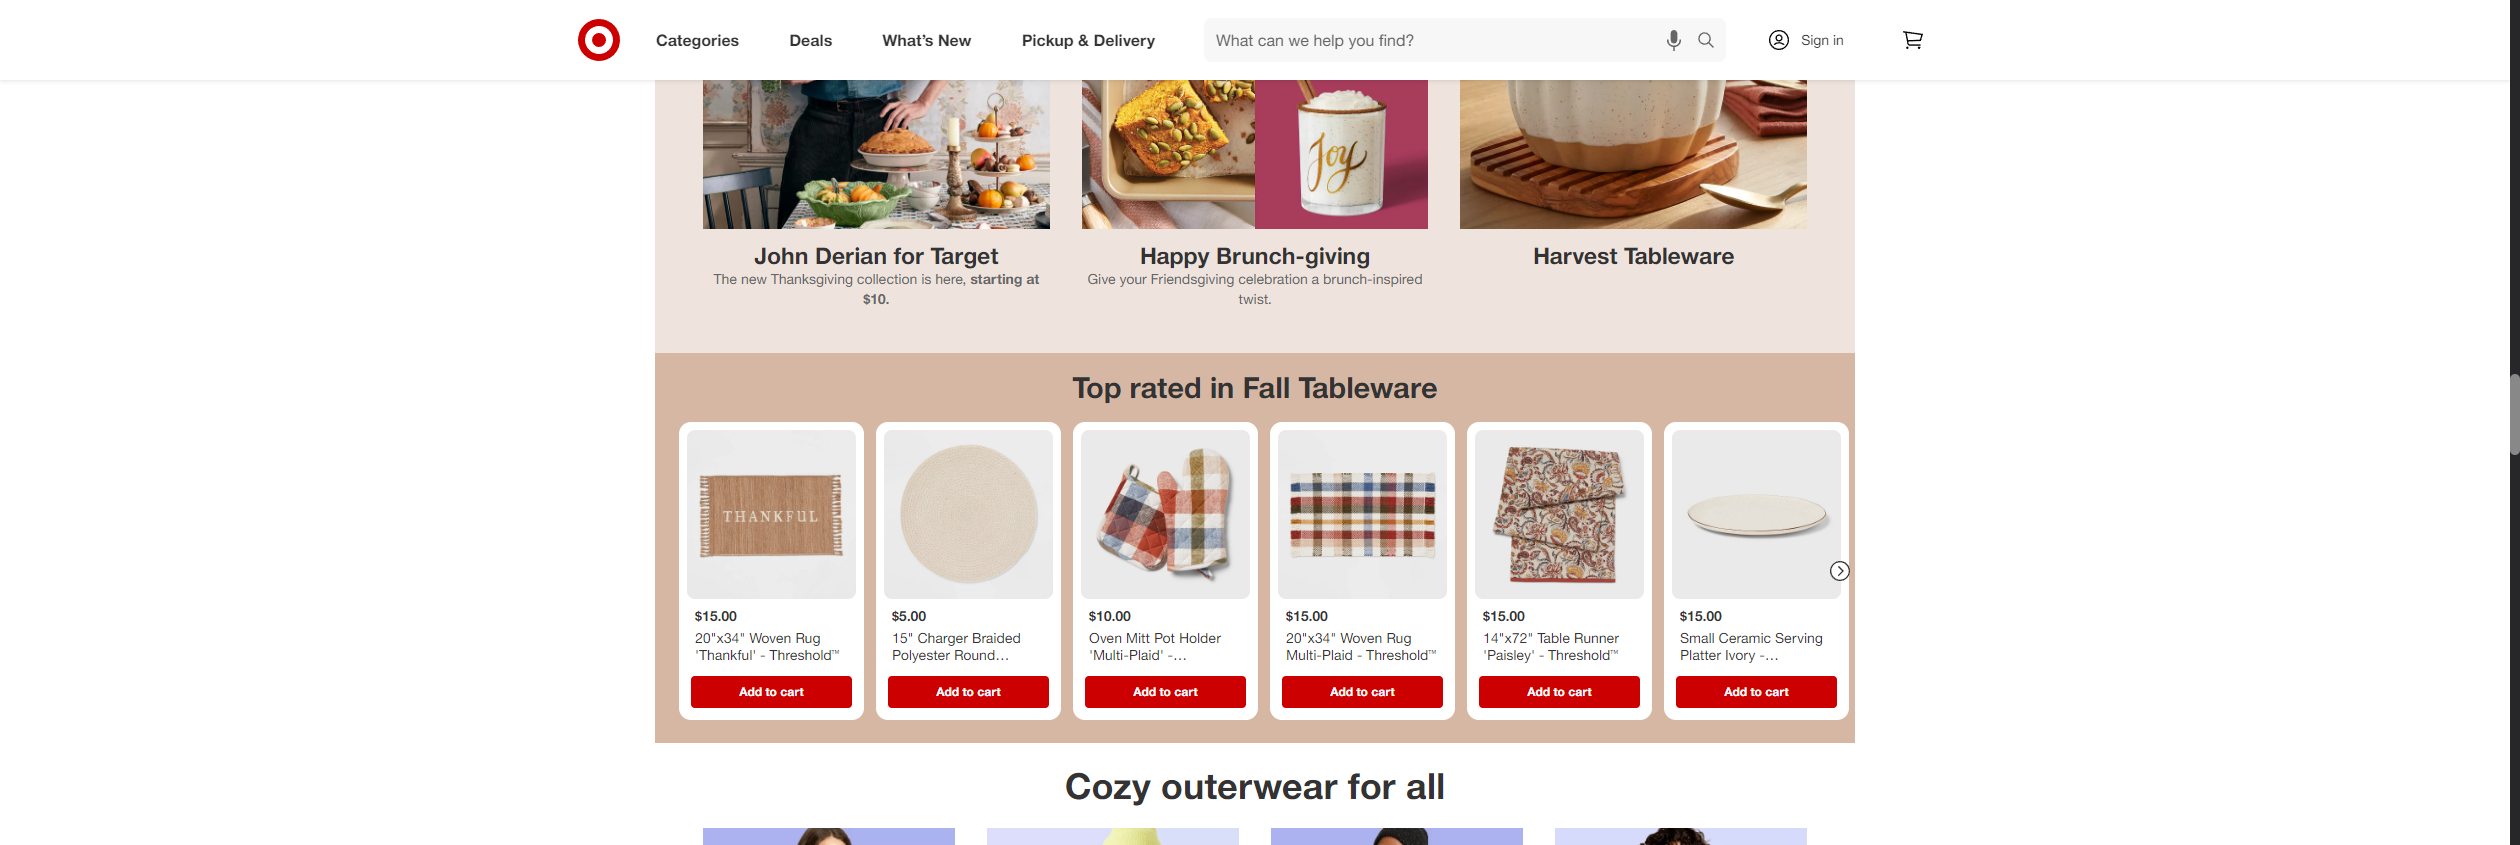 Categories
Deals
What's New
Pickup & Delivery
What can we help you find?
Sign in
Joy
John Derian for Target
The new Thanksgiving collection is here, starting at
$10.
Happy Brunch-giving
Give your Friendsgiving celebration a brunch-inspired
twist.
Harvest Tableware
Top rated in Fall Tableware
THANKFUL
$15.00
20"x34" Woven Rug
'Thankful' - Threshold™
Add to cart
$5.00
15" Charger Braided
Polyester Round...
Add to cart
$10.00
Oven Mitt Pot Holder
'Multi-Plaid' -...
Add to cart
$15.00
20"x34" Woven Rug
Multi-Plaid - Threshold™
Add to cart
$15.00
14"x72" Table Runner
'Paisley' - Threshold™
Add to cart
$15.00
Small Ceramic Serving
Platter Ivory -...
Add to cart
Cozy outerwear for all